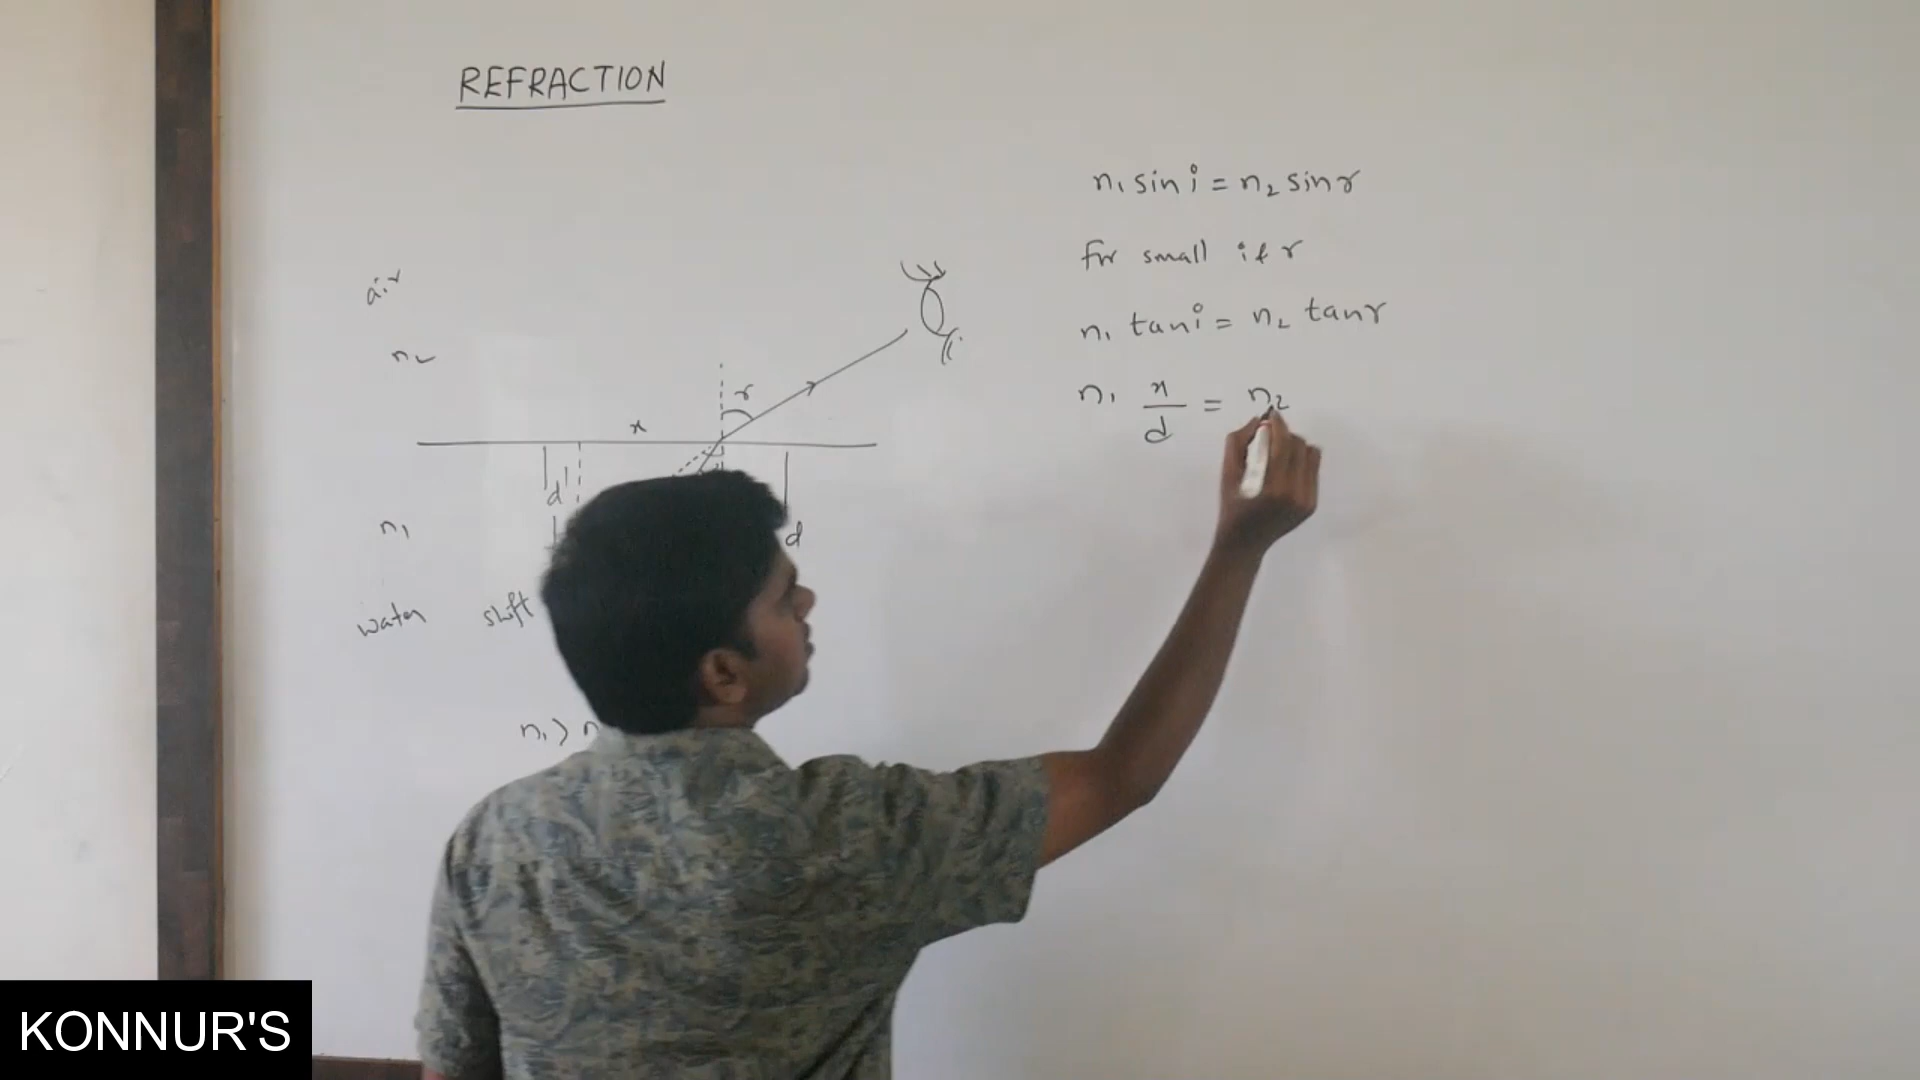 REFRACTION
n₁ sin i = n₂ sin r
for small i & r
n₁ tan i = n₂ tan r
n₁ x/d = n₂
air
n₂
r
x
d'
n₁
d
water
shift
n₁ > n
KONNUR'S